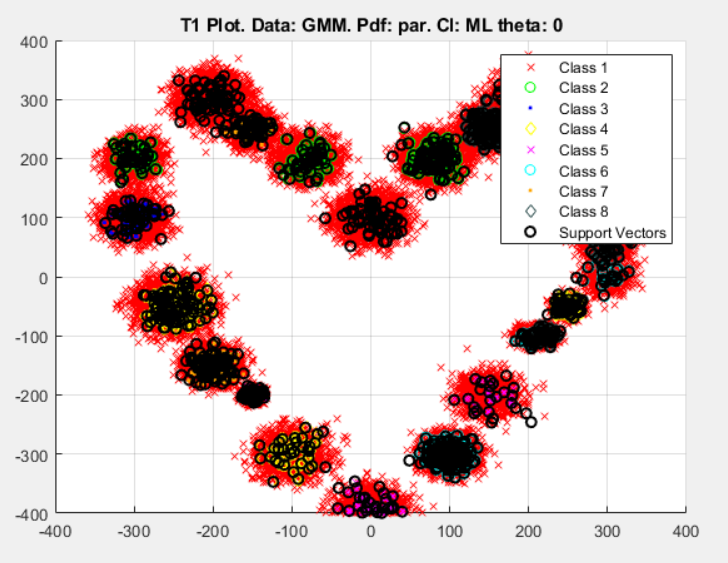 T1 Plot. Data: GMM. Pdf: par. Cl: ML theta: 0
400
300
200
100
0
-100
-200
-300
-400
-400
-300
-200
-100
0
100
200
300
400
Class 1
Class 2
Class 3
Class 4
Class 5
Class 6
Class 7
Class 8
Support Vectors